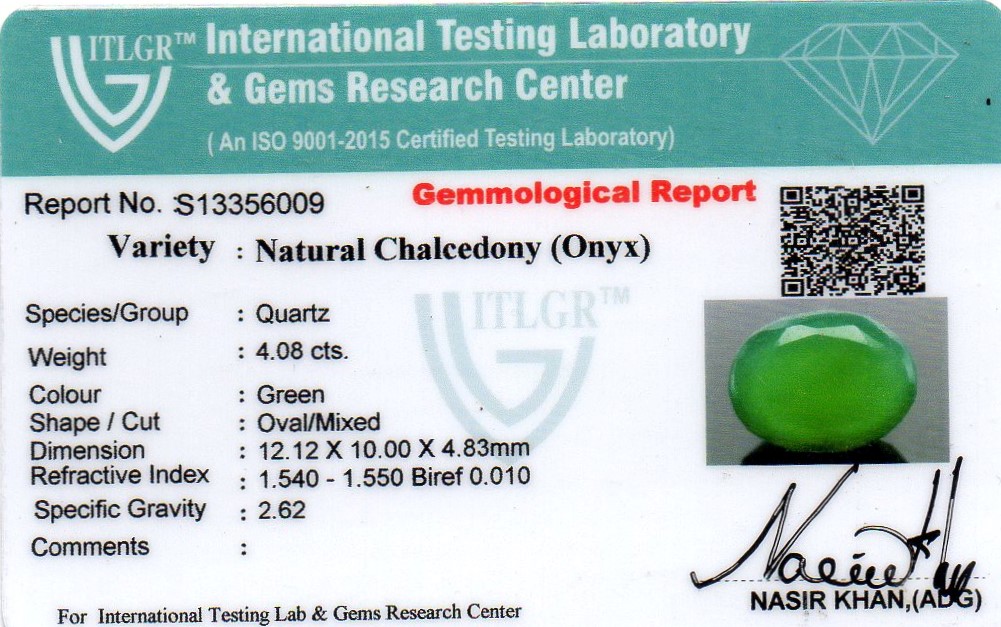 ITLGR™ International Testing Laboratory
& Gems Research Center
( An ISO 9001-2015 Certified Testing Laboratory)
Report No. :S13356009
Gemmological Report
Variety : Natural Chalcedony (Onyx)
ITLGR™
Species/Group : Quartz
Weight : 4.08 cts.
Colour : Green
Shape / Cut : Oval/Mixed
Dimension : 12.12 X 10.00 X 4.83mm
Refractive Index : 1.540 - 1.550 Biref 0.010
Specific Gravity : 2.62
Comments :
NASIR KHAN,(ADG)
For International Testing Lab & Gems Research Center